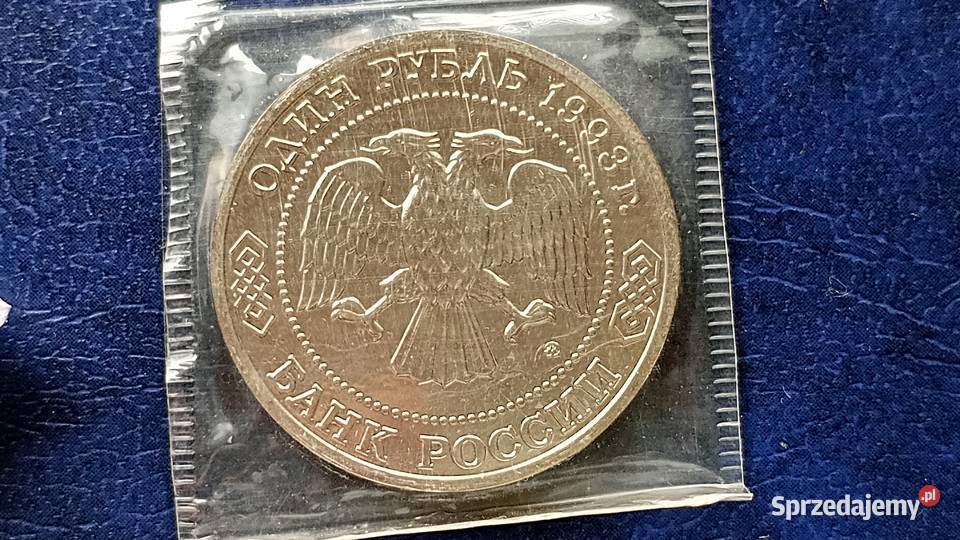 ОДИН РУБЛЬ 1993 г.
БАНК РОССИИ
Sprzedajemy.pl